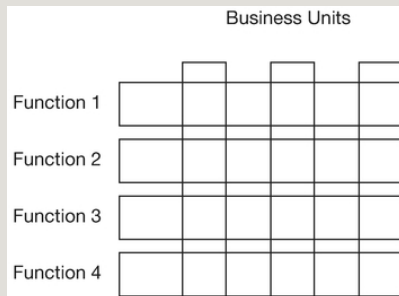 Business Units
Function 1
Function 2
Function 3
Function 4